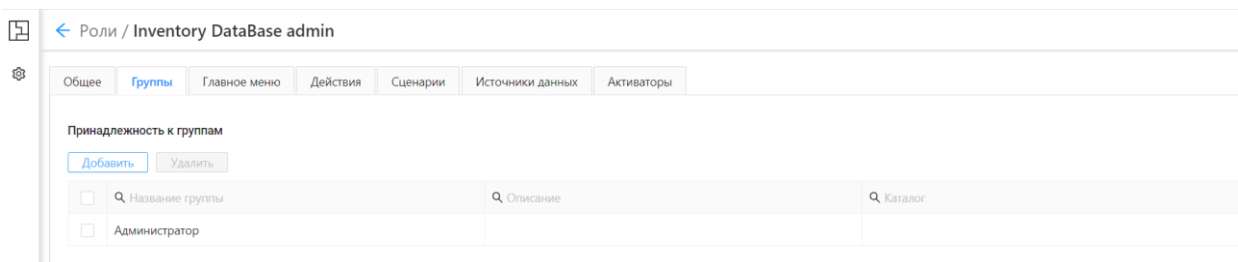 Роли / Inventory DataBase admin
Общее Группы Главное меню Действия Сценарии Источники данных Активаторы
Принадлежность к группам
Добавить Удалить
Название группы Описание Каталог
Администратор